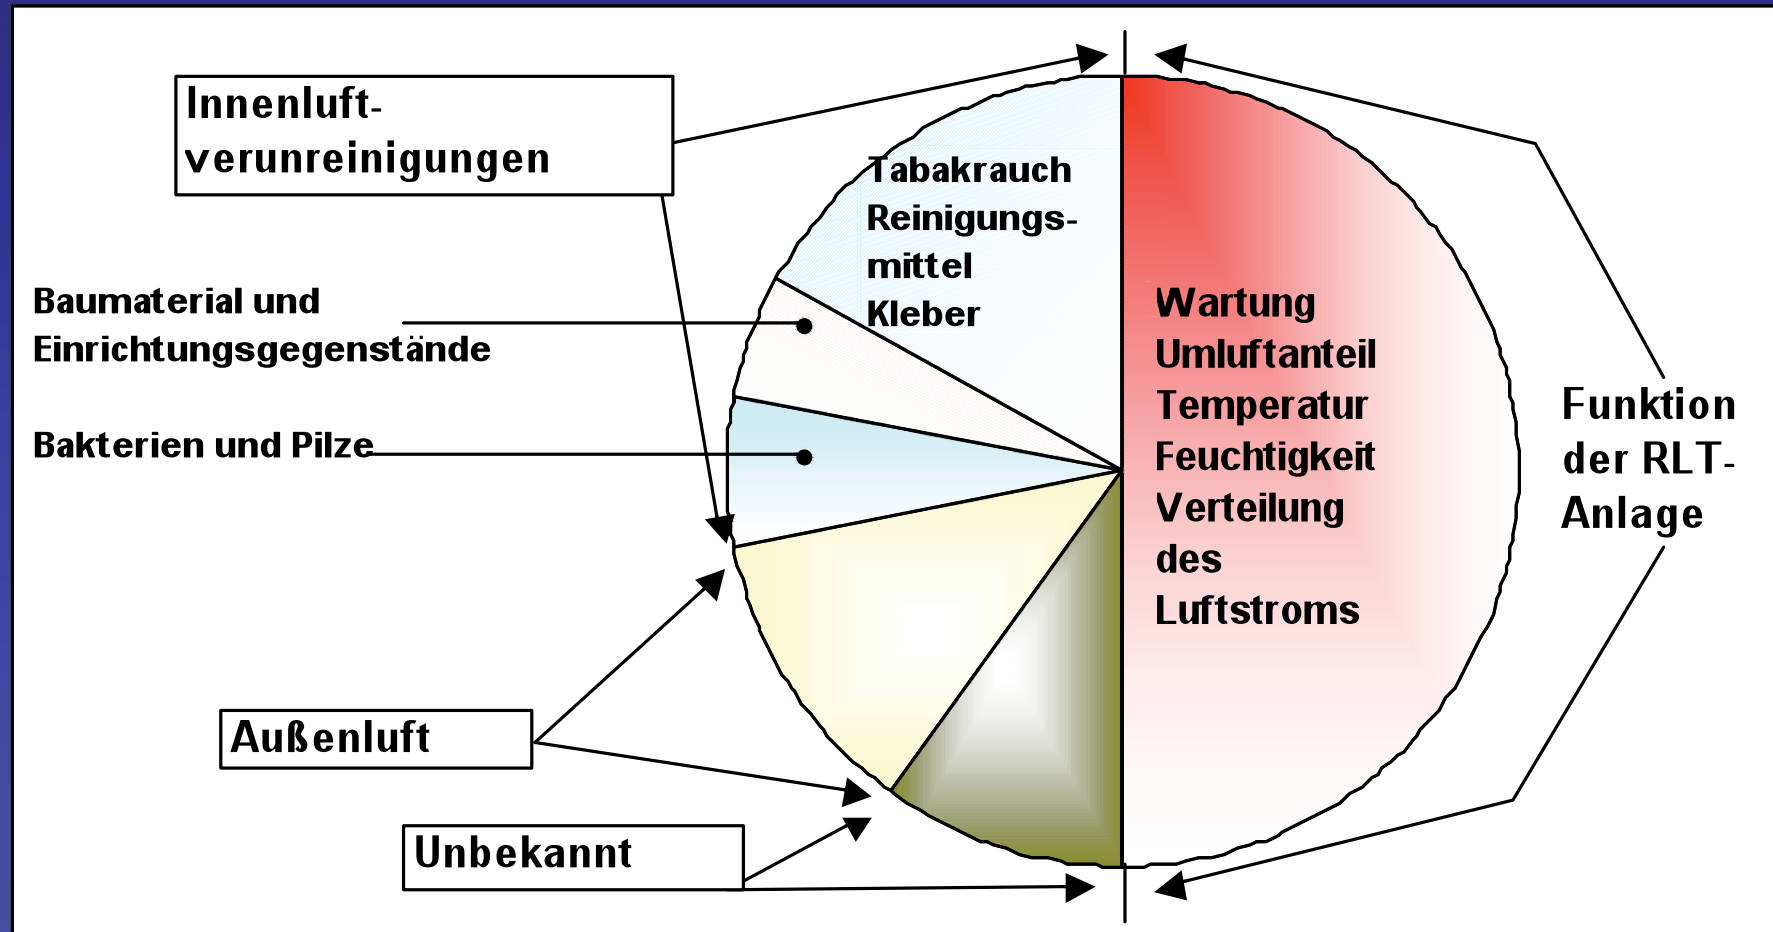 Innenluft-
verunreinigungen
Tabakrauch
Reinigungs-
mittel
Kleber
Baumaterial und
Einrichtungsgegenstände
Bakterien und Pilze
Wartung
Umluftanteil
Temperatur
Feuchtigkeit
Verteilung
des
Luftstroms
Funktion
der RLT-
Anlage
Außenluft
Unbekannt